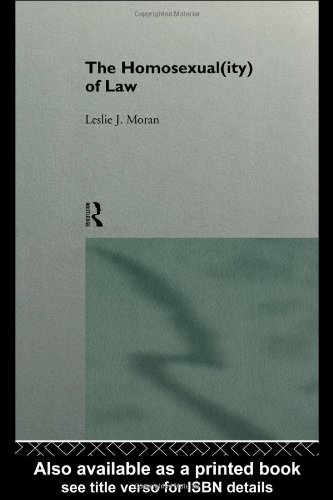 The Homosexual(ity)
of Law
Leslie J. Moran
ROUTLEDGE
Also available as a printed book
see title verso for ISBN details